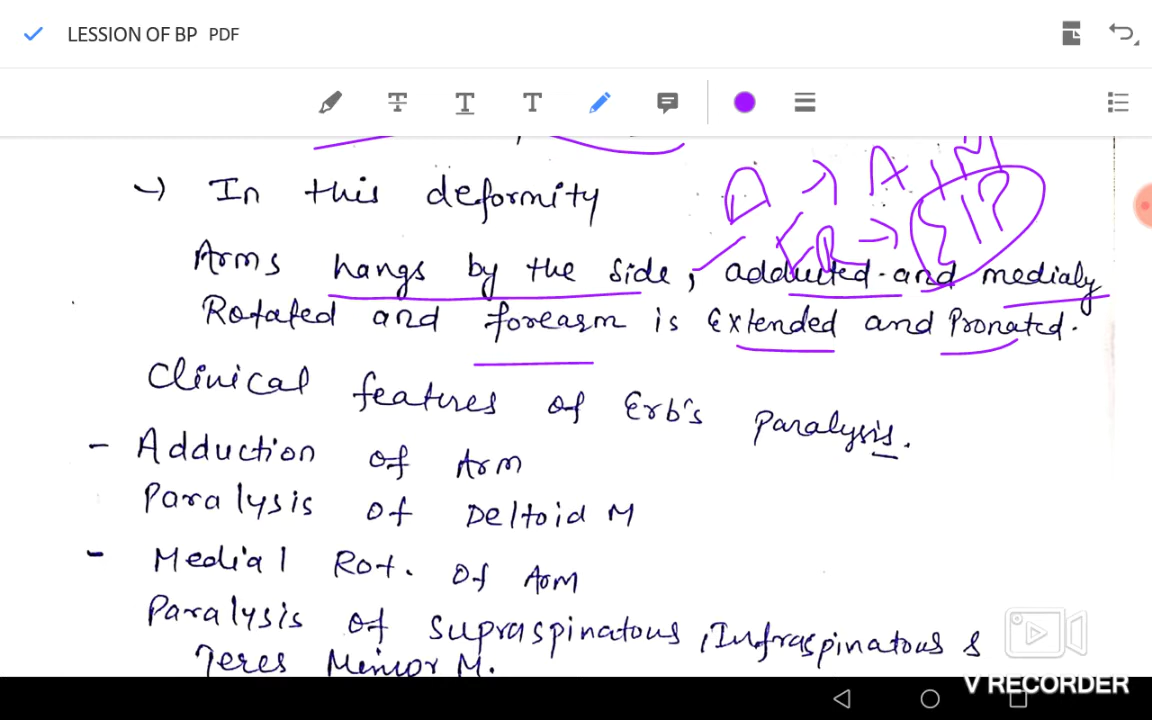 LESSION OF BP PDF
→ In this deformity
Arms hangs by the side, adducted and medialy
Rotated and forearm is Extended and Pronated.
Clinical features of Erb's Paralysis.
- Adduction of Arm
Paralysis of Deltoid M
- Medial Rot. of Arm
Paralysis of Supraspinatous, Infraspinatous &
Teres Minior M.
V RECORDER